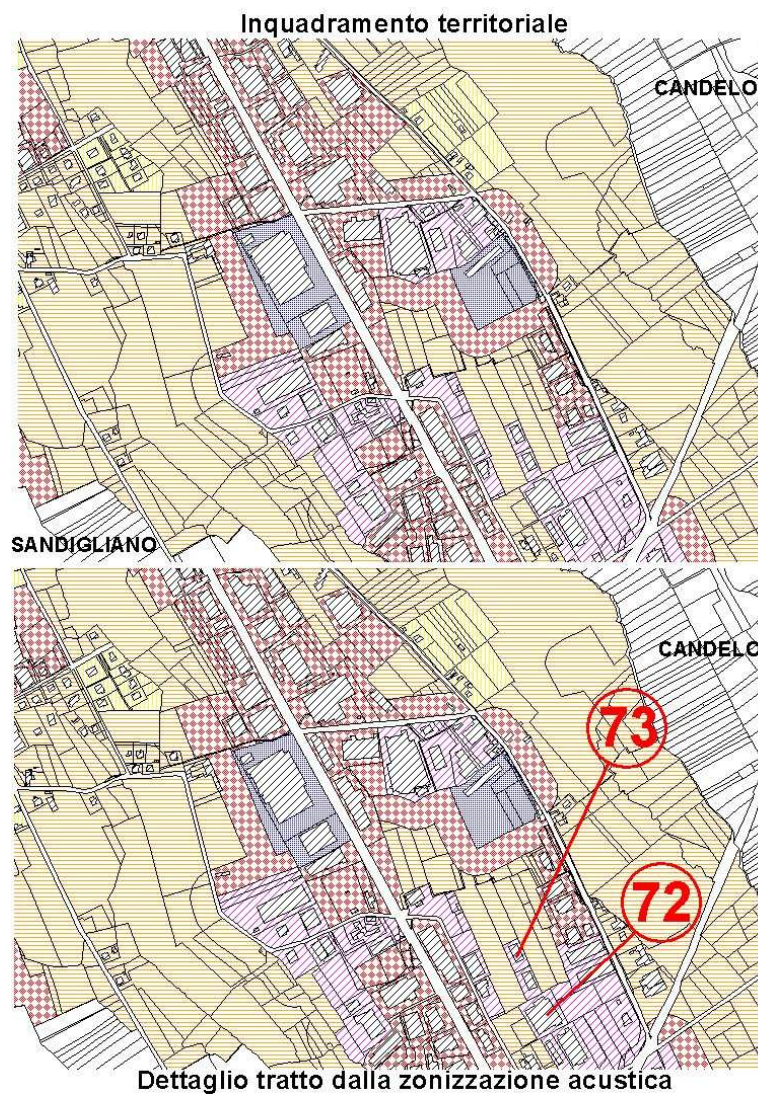 Inquadramento territoriale
CANDELO
SANDIGLIANO
CANDELO
73
72
Dettaglio tratto dalla zonizzazione acustica